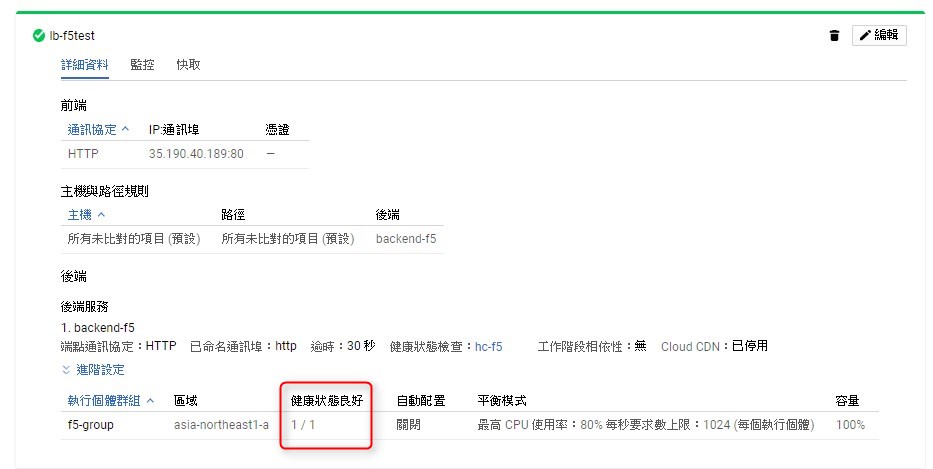 lb-f5test 編輯
詳細資料 監控 快取
前端
通訊協定 IP:通訊埠 憑證
HTTP 35.190.40.189:80 —
主機與路徑規則
主機 路徑 後端
所有未比對的項目 (預設) 所有未比對的項目 (預設) backend-f5
後端
後端服務
1. backend-f5
端點通訊協定：HTTP 已命名通訊埠：http 逾時：30 秒 健康狀態檢查：hc-f5 工作階段相依性：無 Cloud CDN：已停用
進階設定
執行個體群組 區域 健康狀態良好 自動配置 平衡模式 容量
f5-group asia-northeast1-a 1 / 1 關閉 最高 CPU 使用率：80% 每秒要求數上限：1024 (每個執行個體) 100%